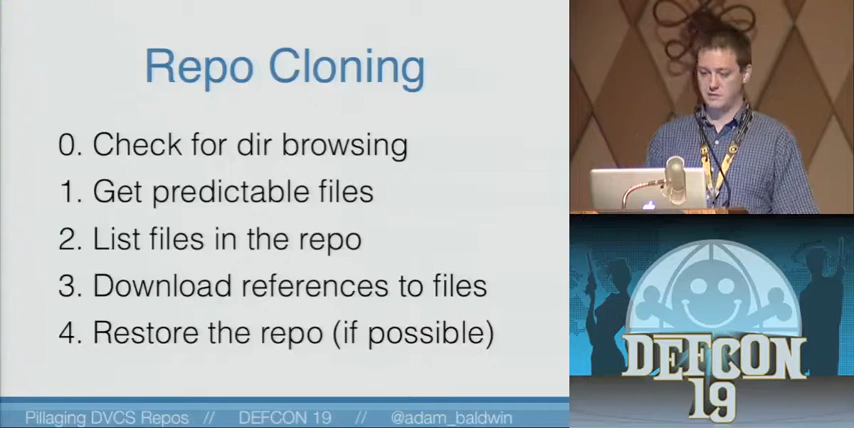 Repo Cloning
0. Check for dir browsing
1. Get predictable files
2. List files in the repo
3. Download references to files
4. Restore the repo (if possible)
Pillaging DVCS Repos // DEFCON 19 // @adam_baldwin
DEFCON
19